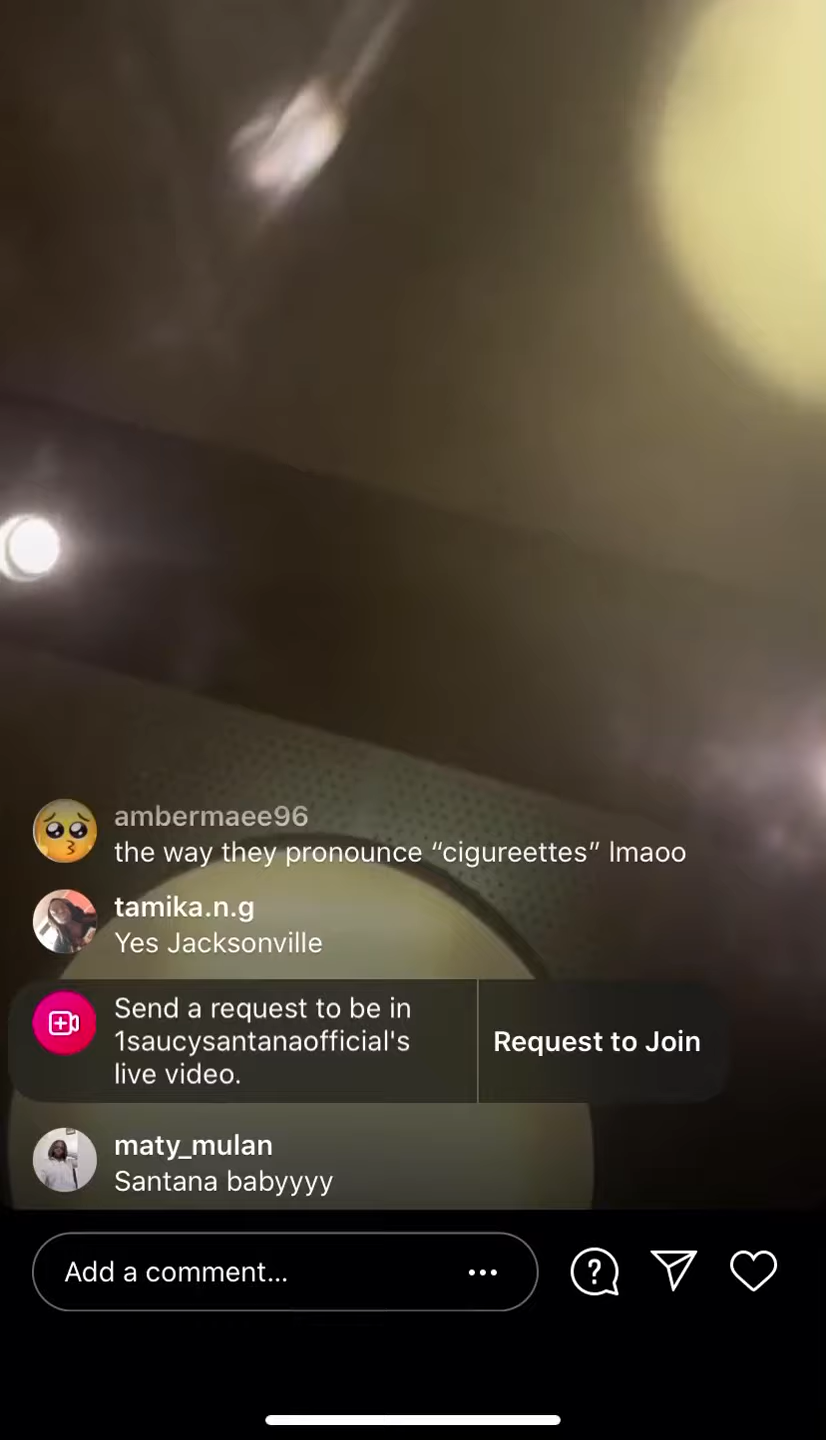 ambermaee96
the way they pronounce “cigureettes” lmaoo
tamika.n.g
Yes Jacksonville
Send a request to be in
1saucysantanaofficial's
live video.
Request to Join
maty_mulan
Santana babyyyy
Add a comment...